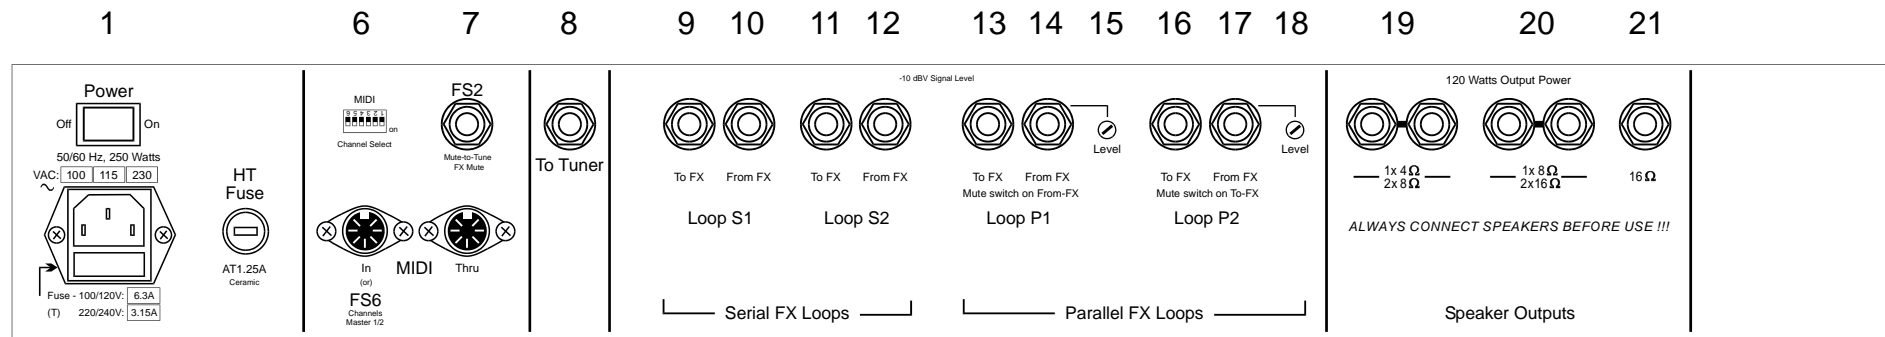 1 6 7 8 9 10 11 12 13 14 15 16 17 18 19 20 21
Power
Off On
50/60 Hz, 250 Watts
VAC: 100 115 230
HT
Fuse
AT1.25A
Ceramic
Fuse - 100/120V: 6.3A
(T) 220/240V: 3.15A
MIDI
6 5 4 3 2 1
on
Channel Select
FS2
Mute-to-Tune
FX Mute
In MIDI Thru
(or)
FS6
Channels
Master 1/2
To Tuner
-10 dBV Signal Level
Level Level
To FX From FX To FX From FX To FX From FX To FX From FX
Mute switch on From-FX Mute switch on To-FX
Loop S1 Loop S2 Loop P1 Loop P2
Serial FX Loops Parallel FX Loops
120 Watts Output Power
1x 4Ω 1x 8Ω 16Ω
2x 8Ω 2x16Ω
ALWAYS CONNECT SPEAKERS BEFORE USE !!!
Speaker Outputs